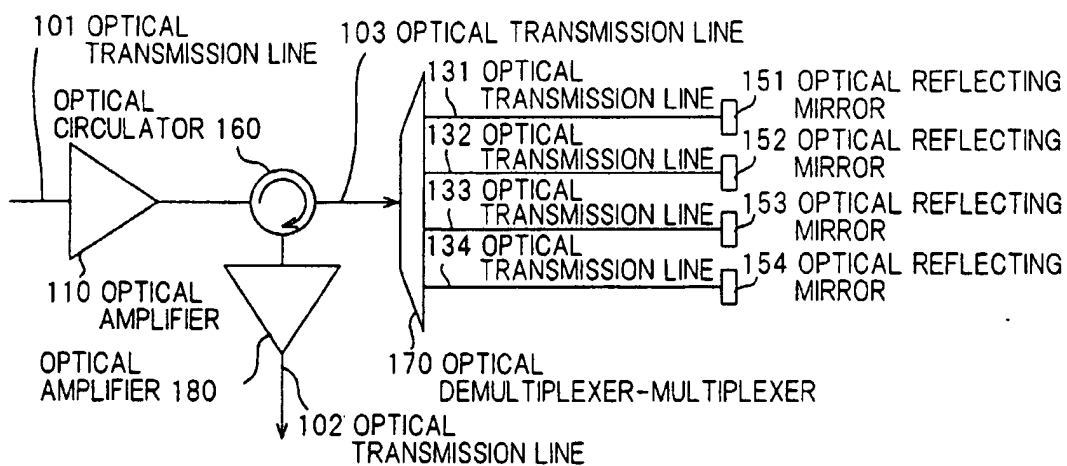 101 OPTICAL
TRANSMISSION LINE
103 OPTICAL TRANSMISSION LINE
OPTICAL
CIRCULATOR 160
131 OPTICAL
TRANSMISSION LINE
151 OPTICAL REFLECTING
MIRROR
132 OPTICAL
TRANSMISSION LINE
152 OPTICAL REFLECTING
MIRROR
133 OPTICAL
TRANSMISSION LINE
153 OPTICAL REFLECTING
MIRROR
134 OPTICAL
TRANSMISSION LINE
154 OPTICAL REFLECTING
MIRROR
110 OPTICAL
AMPLIFIER
OPTICAL
AMPLIFIER 180
170 OPTICAL
DEMULTIPLEXER-MULTIPLEXER
102 OPTICAL
TRANSMISSION LINE